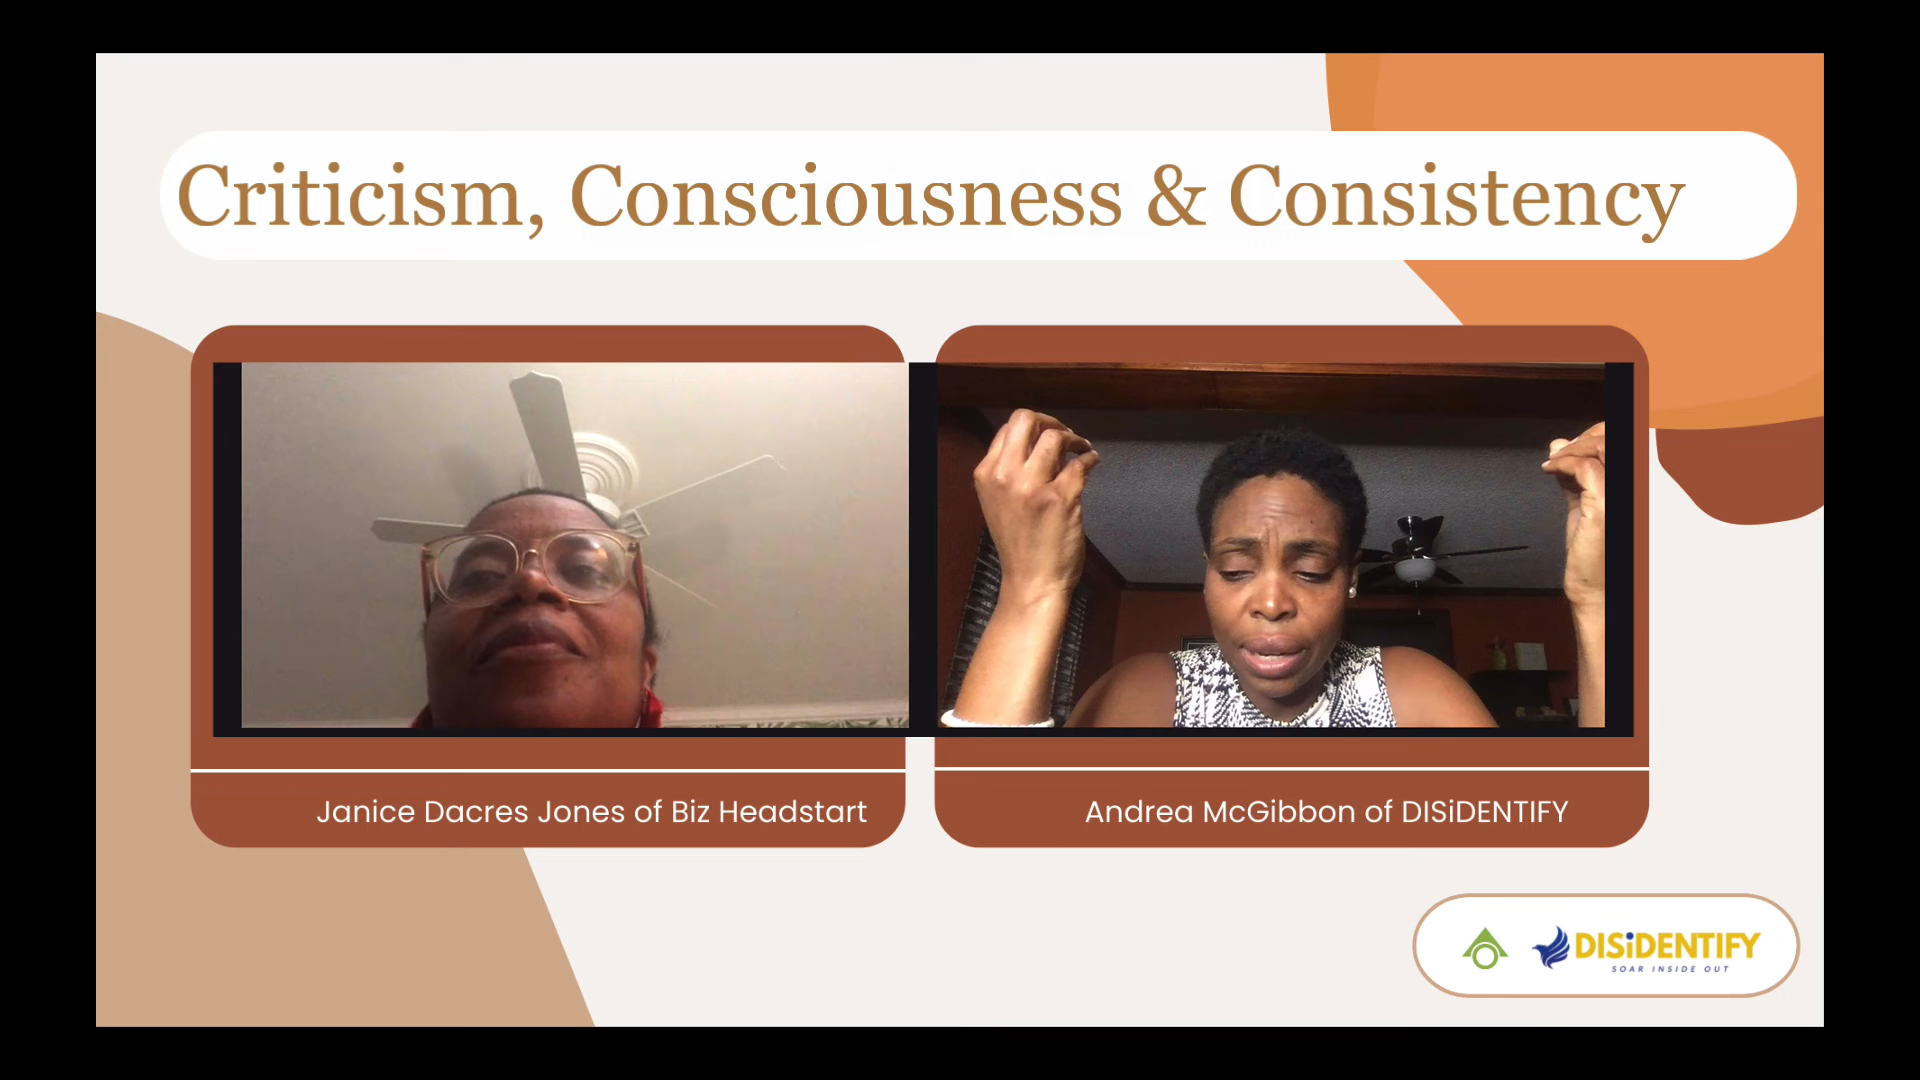 Criticism, Consciousness & Consistency
Janice Dacres Jones of Biz Headstart
Andrea McGibbon of DISiDENTIFY
DISiDENTIFY
SOAR INSIDE OUT